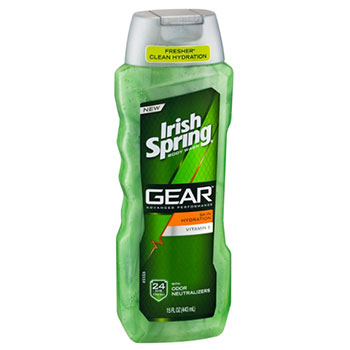 FRESHER*
CLEAN HYDRATION
NEW
Irish
Spring
BODY WASH
GEAR™
ADVANCED PERFORMANCE
SKIN
HYDRATION
VITAMIN E
24
WITH
ODOR
NEUTRALIZERS
15 FL OZ (443 mL)